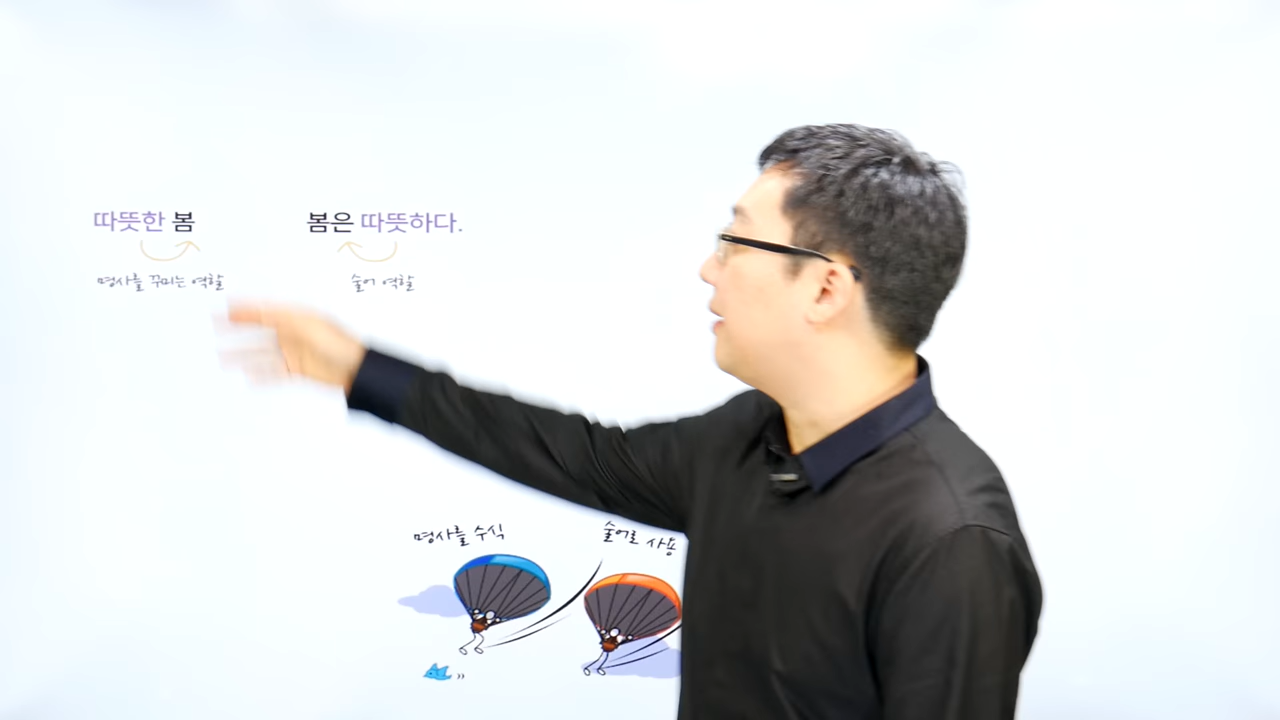 따뜻한 봄
봄은 따뜻하다.
명사를 꾸미는 역할
술어 역할
명사를 수식
술어로 사용